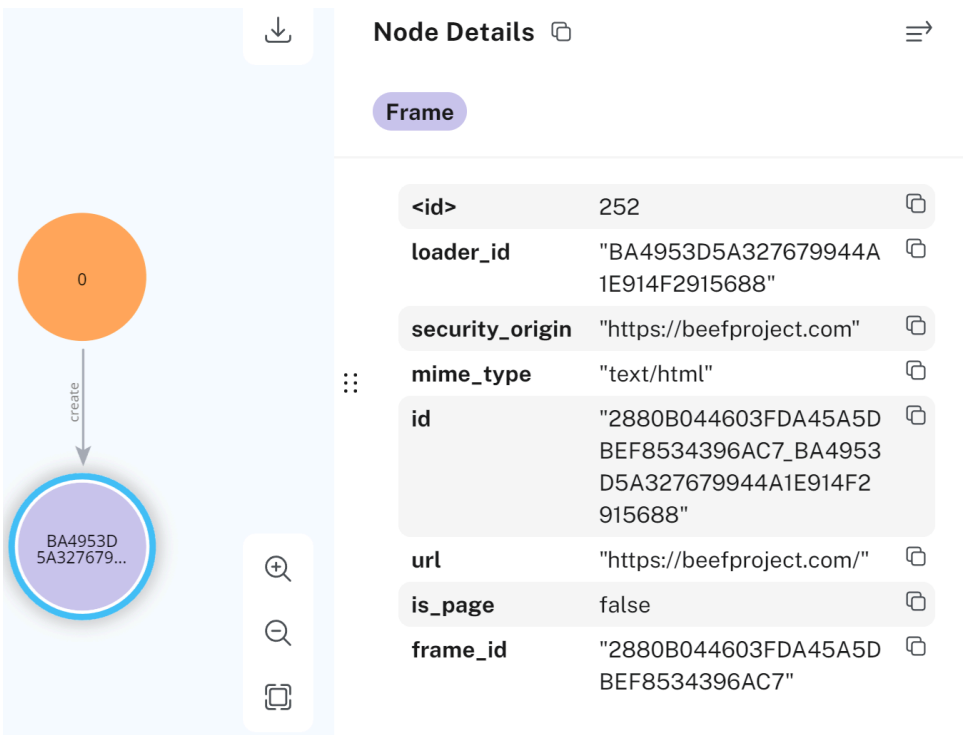 Node Details
Frame
0
create
BA4953D
5A327679...
<id> 252
loader_id "BA4953D5A327679944A
1E914F2915688"
security_origin "https://beefproject.com"
mime_type "text/html"
id "2880B044603FDA45A5D
BEF8534396AC7_BA4953
D5A327679944A1E914F2
915688"
url "https://beefproject.com/"
is_page false
frame_id "2880B044603FDA45A5D
BEF8534396AC7"